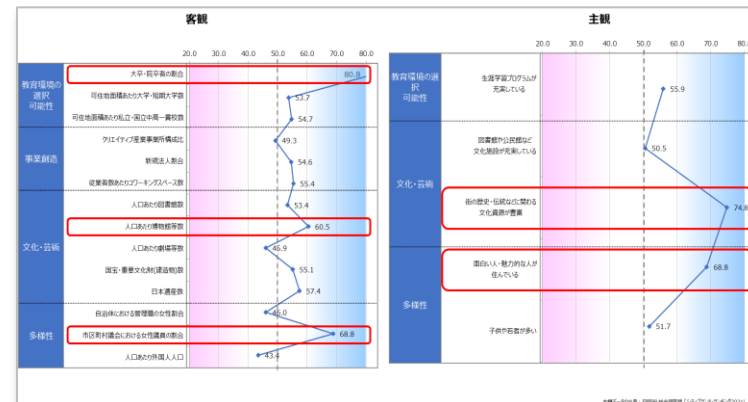 客観
20.0 30.0 40.0 50.0 60.0 70.0 80.0
教育環境の
選択
可能性
大卒・院卒者の割合
80.8
可住地面積あたり大学・短期大学数
53.7
可住地面積あたり私立・国立中高一貫校数
54.7
事業創造
クリエイティブ産業事業所構成比
49.3
新規法人割合
54.6
従業者数あたりコワーキングスペース数
55.4
文化・芸術
人口あたり図書館数
53.4
人口あたり博物館等数
60.5
人口あたり劇場等数
46.9
国宝・重要文化財(建造物)数
55.1
日本遺産数
57.4
多様性
自治体における管理職の女性割合
46.0
市区町村議会における女性議員の割合
68.8
人口あたり外国人人口
43.4
主観
20.0 30.0 40.0 50.0 60.0 70.0 80.0
教育環境の選
択
可能性
生涯学習プログラムが
充実している
55.9
文化・芸術
図書館や公民館など
文化施設が充実している
50.5
街の歴史・伝統などに関わる
文化資源が豊富
74.8
多様性
面白い人・魅力的な人が
住んでいる
68.8
子供や若者が多い
51.7